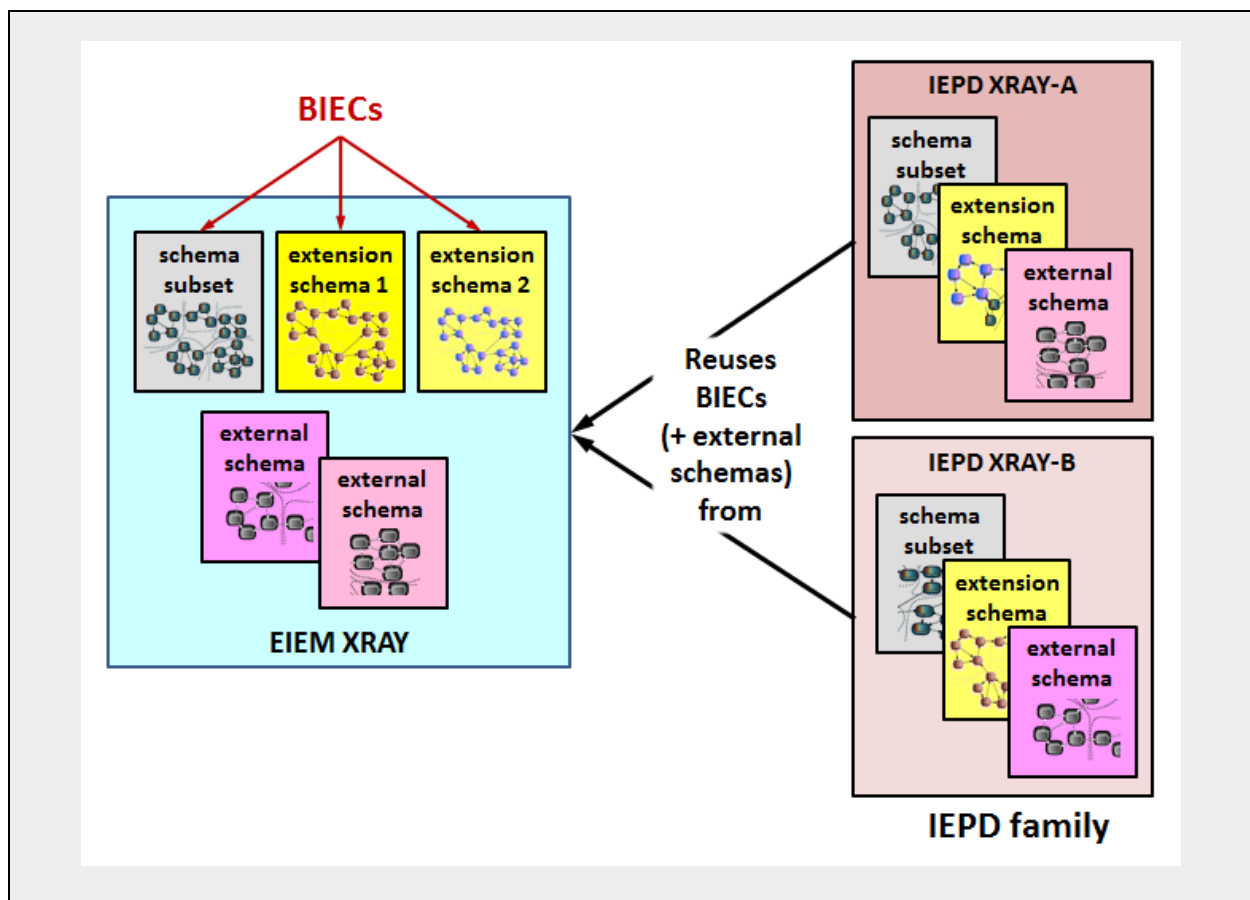 BIECs
schema
subset
extension
schema 1
extension
schema 2
external
schema
external
schema
EIEM XRAY
Reuses
BIECs
(+ external
schemas)
from
IEPD XRAY-A
schema
subset
extension
schema
external
schema
IEPD XRAY-B
schema
subset
extension
schema
external
schema
IEPD family